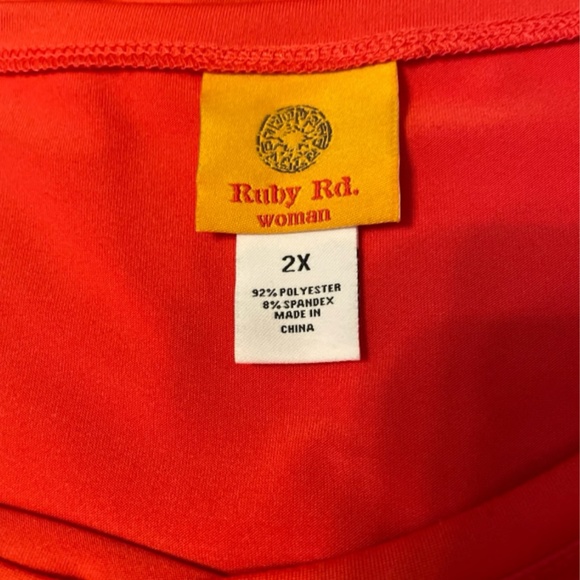 Ruby Rd.
woman
2X
92% POLYESTER
8% SPANDEX
MADE IN
CHINA